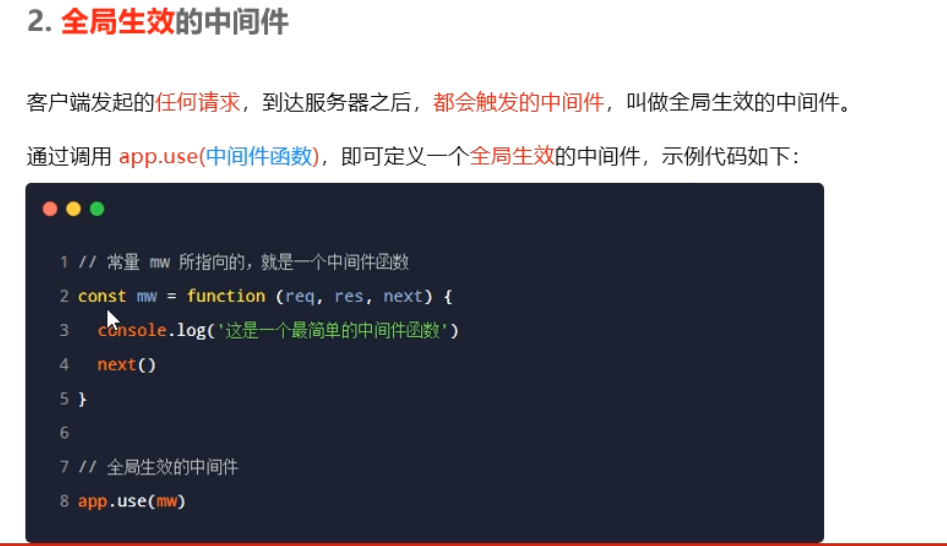 2. 全局生效的中间件
客户端发起的任何请求，到达服务器之后，都会触发的中间件，叫做全局生效的中间件。
通过调用 app.use(中间件函数)，即可定义一个全局生效的中间件，示例代码如下：
1 // 常量 mw 所指向的，就是一个中间件函数
2 const mw = function (req, res, next) {
3   console.log('这是一个最简单的中间件函数')
4   next()
5 }
6
7 // 全局生效的中间件
8 app.use(mw)